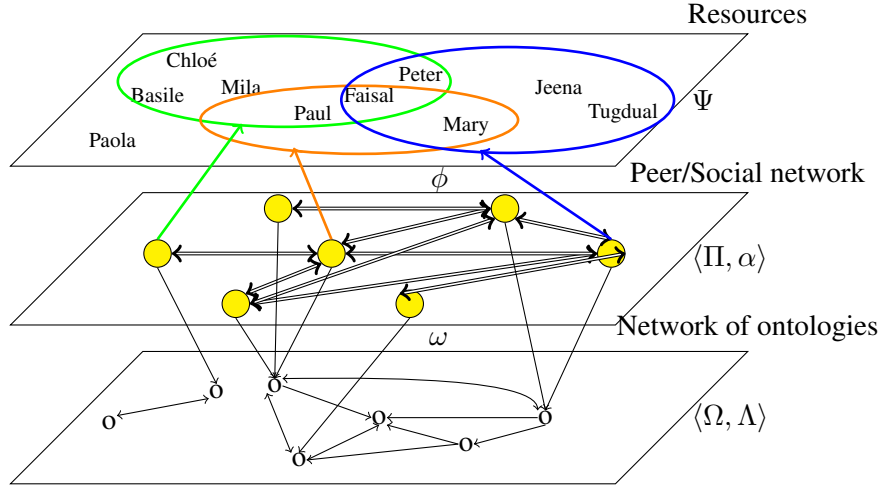 Resources
Chloé
Peter
Mila
Jeena
Basile
Faisal
Ψ
Paul
Tugdual
Mary
Paola
ϕ
Peer/Social network
⟨Π, α⟩
Network of ontologies
ω
o
o
o
o
o
⟨Ω, Λ⟩
o
o